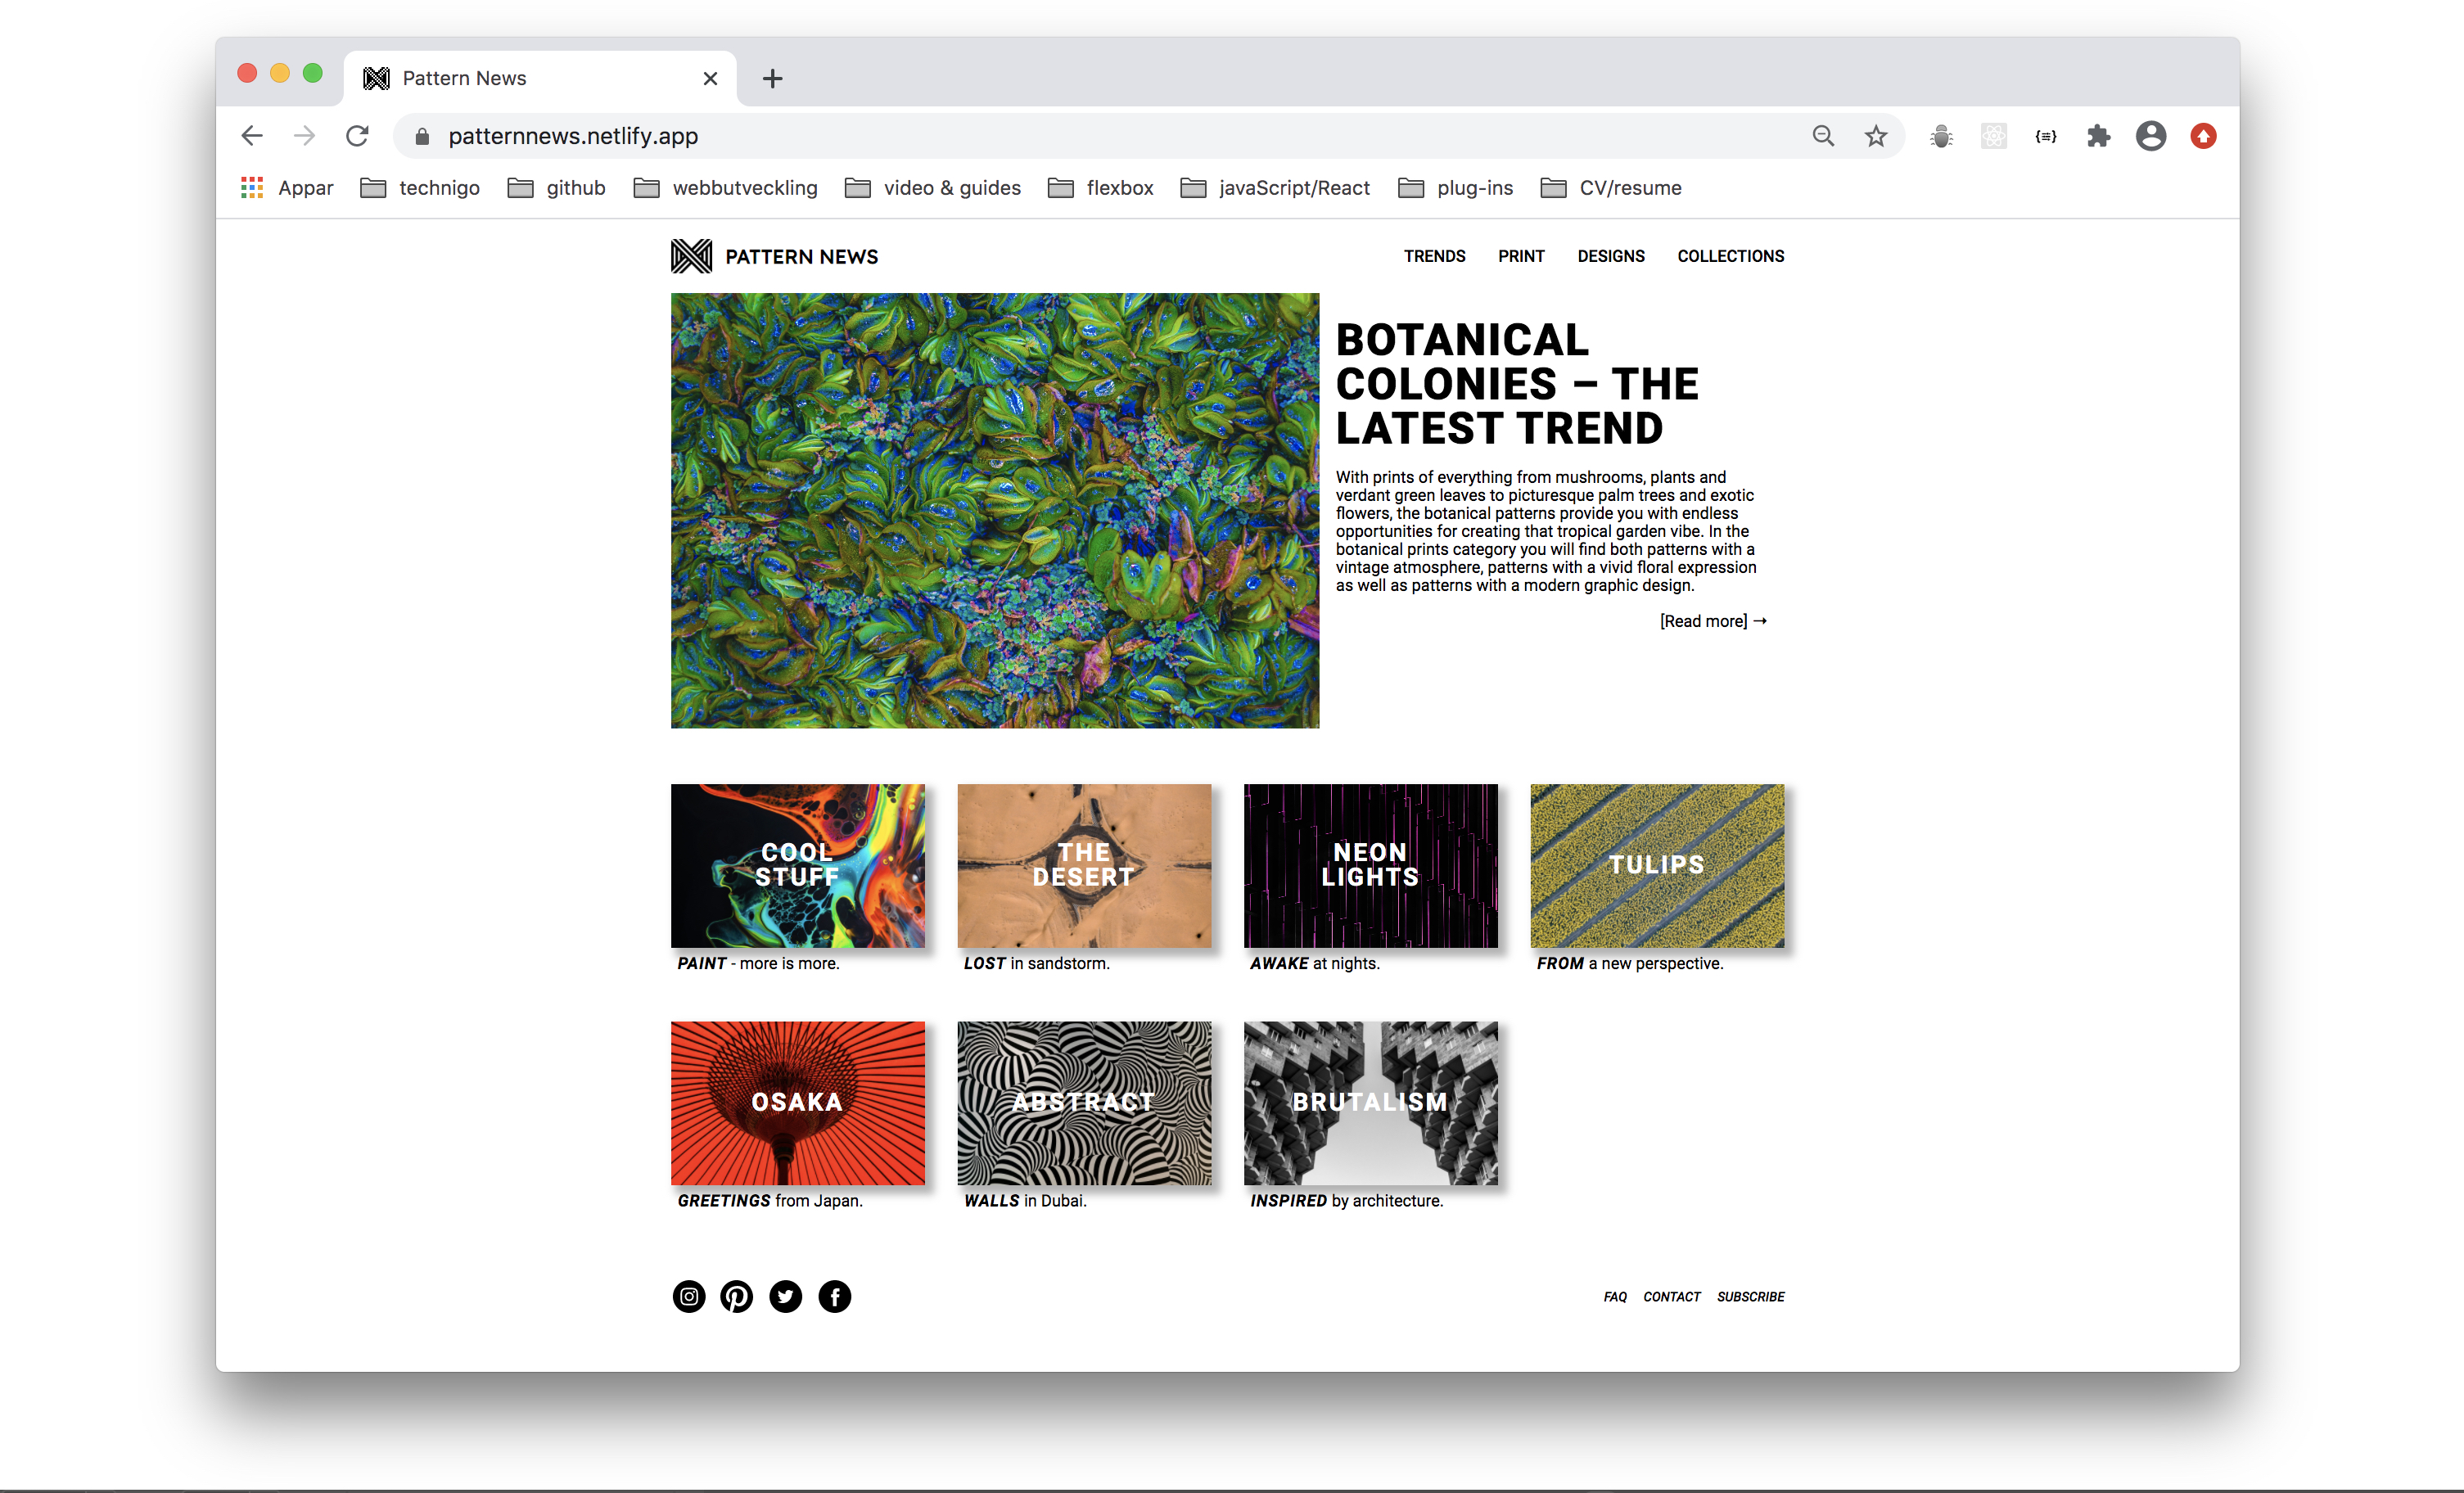 Pattern News
patternnews.netlify.app
Appar technigo github webbutveckling video & guides flexbox javaScript/React plug-ins CV/resume
PATTERN NEWS
TRENDS PRINT DESIGNS COLLECTIONS
BOTANICAL
COLONIES – THE
LATEST TREND
With prints of everything from mushrooms, plants and
verdant green leaves to picturesque palm trees and exotic
flowers, the botanical patterns provide you with endless
opportunities for creating that tropical garden vibe. In the
botanical prints category you will find both patterns with a
vintage atmosphere, patterns with a vivid floral expression
as well as patterns with a modern graphic design.
[Read more] →
COOL
STUFF
PAINT - more is more.
THE
DESERT
LOST in sandstorm.
NEON
LIGHTS
AWAKE at nights.
TULIPS
FROM a new perspective.
OSAKA
GREETINGS from Japan.
ABSTRACT
WALLS in Dubai.
BRUTALISM
INSPIRED by architecture.
FAQ CONTACT SUBSCRIBE